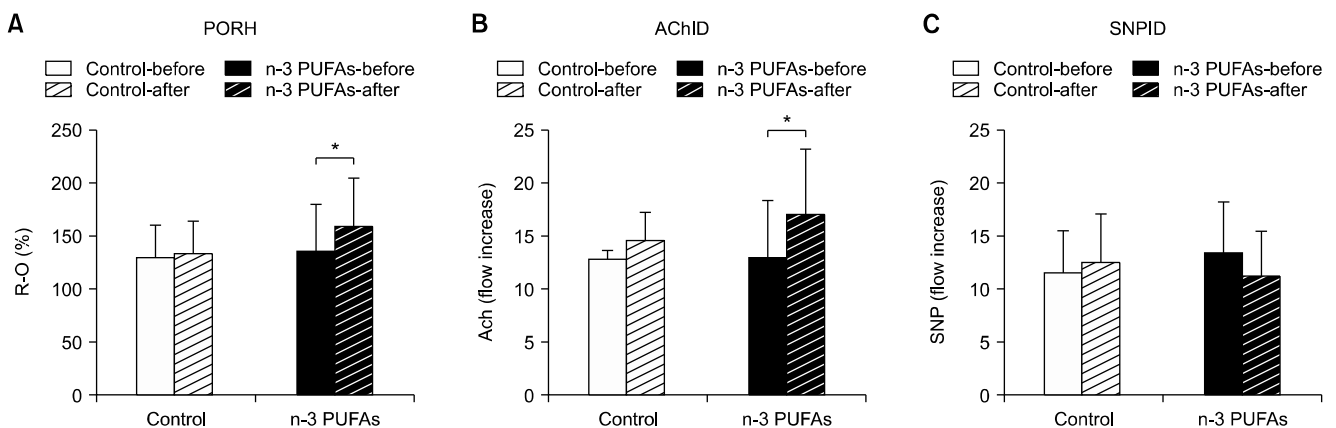 A
PORH
Control-before
n-3 PUFAs-before
Control-after
n-3 PUFAs-after
250
200
150
100
50
0
R-O (%)
*
Control
n-3 PUFAs
B
AChID
Control-before
n-3 PUFAs-before
Control-after
n-3 PUFAs-after
25
20
15
10
5
0
Ach (flow increase)
*
Control
n-3 PUFAs
C
SNPID
Control-before
n-3 PUFAs-before
Control-after
n-3 PUFAs-after
25
20
15
10
5
0
SNP (flow increase)
Control
n-3 PUFAs